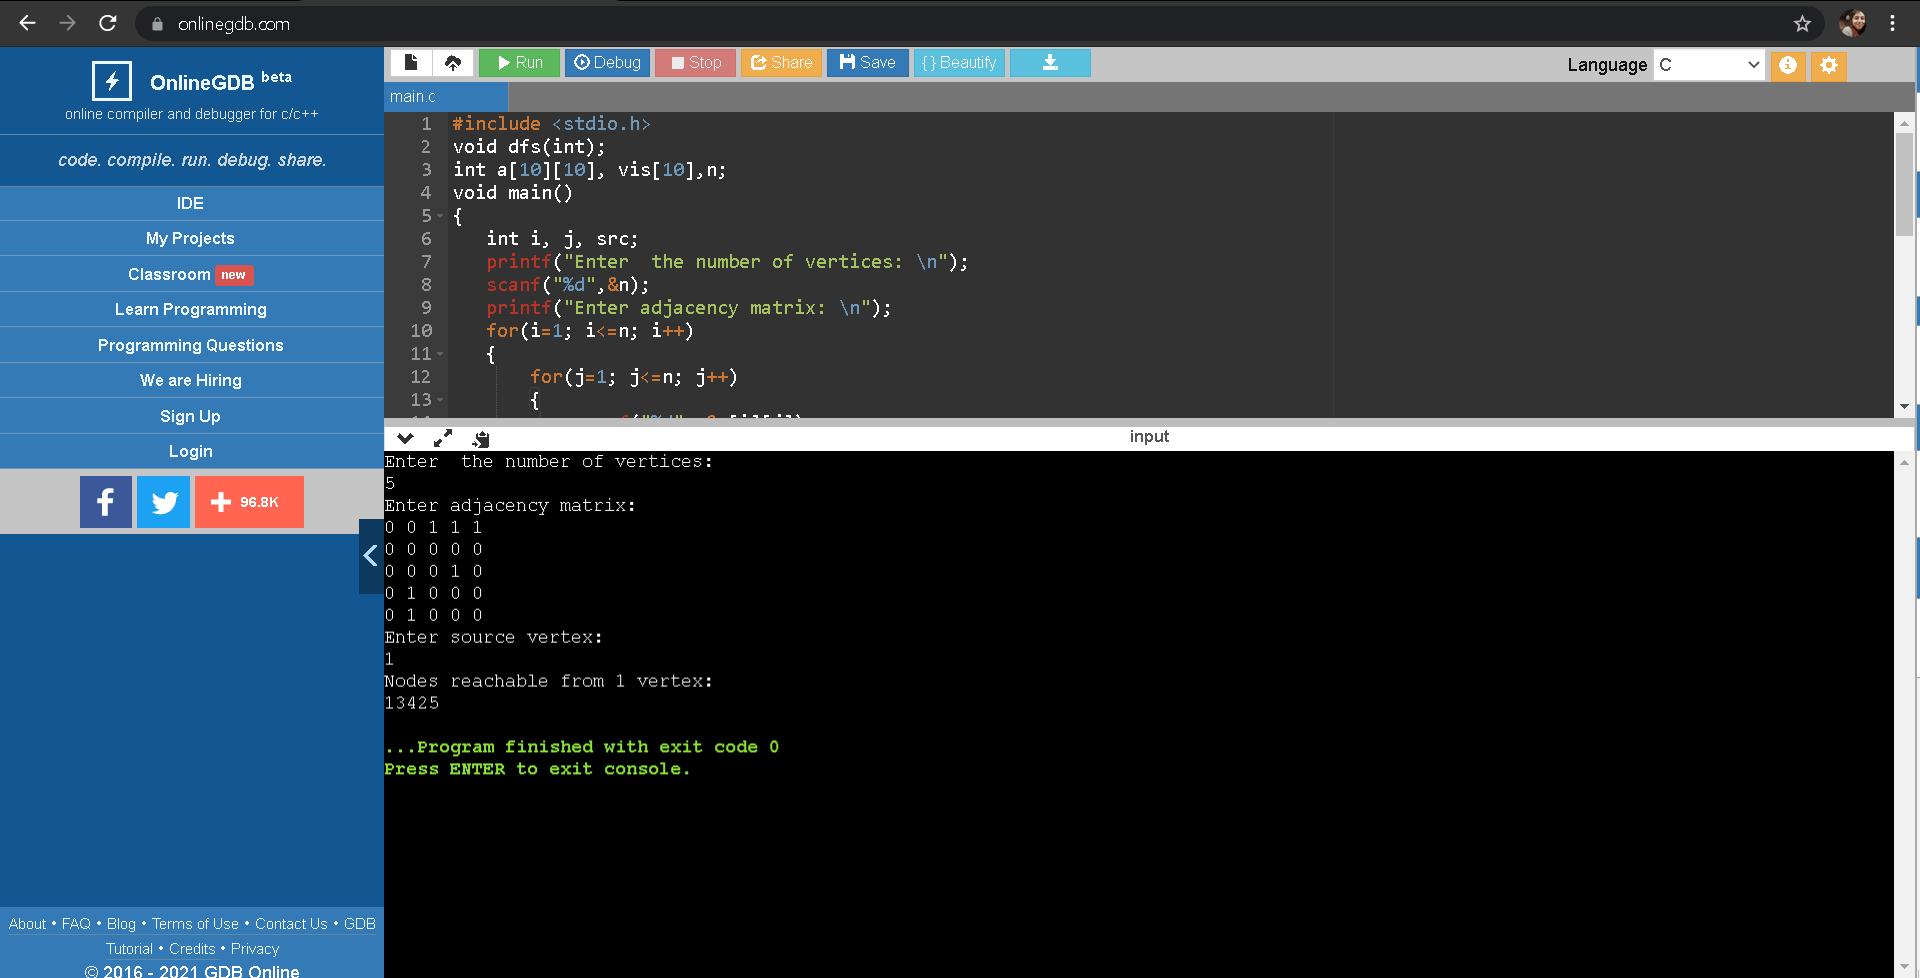 onlinegdb.com
OnlineGDB beta
online compiler and debugger for c/c++
code. compile. run. debug. share.
IDE
My Projects
Classroom new
Learn Programming
Programming Questions
We are Hiring
Sign Up
Login
f
+ 96.8K
About • FAQ • Blog • Terms of Use • Contact Us • GDB
Tutorial • Credits • Privacy
© 2016 - 2021 GDB Online
Run Debug Stop Share Save {} Beautify
Language C
main.c
1 #include <stdio.h>
2 void dfs(int);
3 int a[10][10], vis[10],n;
4 void main()
5 {
6 int i, j, src;
7 printf("Enter  the number of vertices: \n");
8 scanf("%d",&n);
9 printf("Enter adjacency matrix: \n");
10 for(i=1; i<=n; i++)
11 {
12 for(j=1; j<=n; j++)
13 {
input
Enter  the number of vertices:
5
Enter adjacency matrix:
0 0 1 1 1
0 0 0 0 0
0 0 0 1 0
0 1 0 0 0
0 1 0 0 0
Enter source vertex:
1
Nodes reachable from 1 vertex:
13425
...Program finished with exit code 0
Press ENTER to exit console.